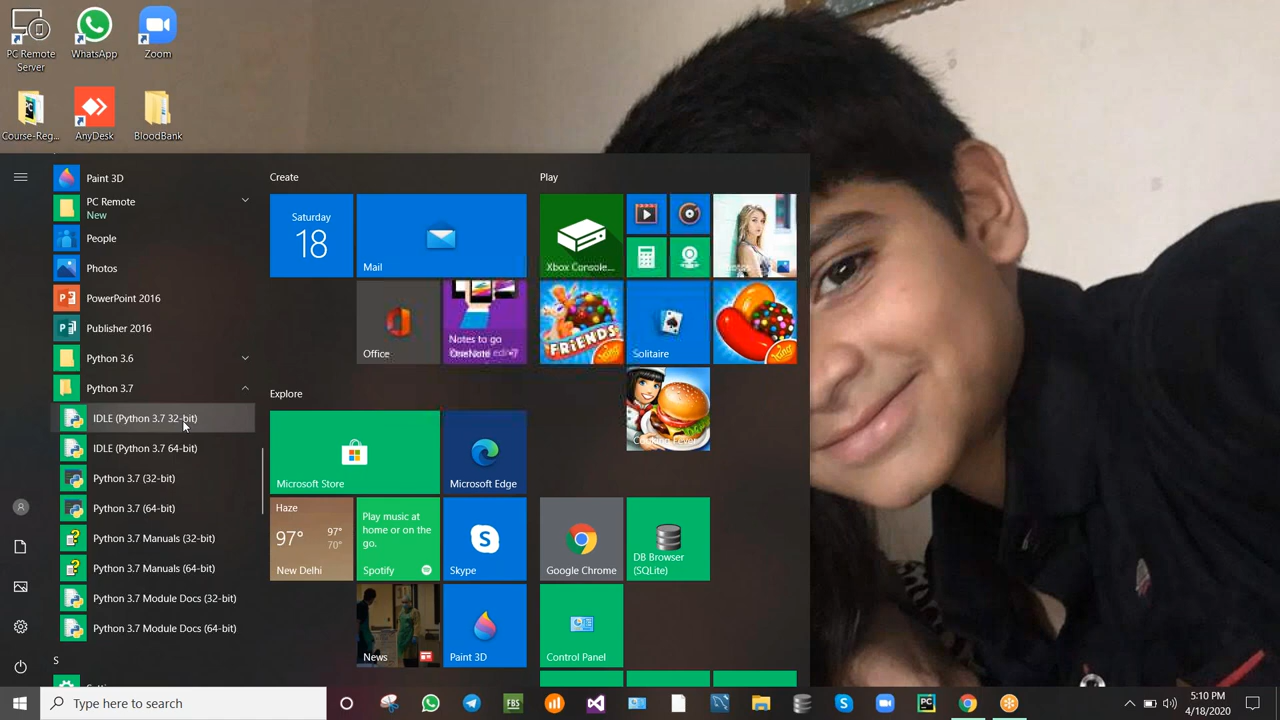 PC Remote
Server
WhatsApp
Zoom
Course-Reg...
AnyDesk
BloodBank
Paint 3D
PC Remote
New
People
Photos
PowerPoint 2016
Publisher 2016
Python 3.6
Python 3.7
IDLE (Python 3.7 32-bit)
IDLE (Python 3.7 64-bit)
Python 3.7 (32-bit)
Python 3.7 (64-bit)
Python 3.7 Manuals (32-bit)
Python 3.7 Manuals (64-bit)
Python 3.7 Module Docs (32-bit)
Python 3.7 Module Docs (64-bit)
S
Create
Saturday
18
Mail
Office
Notes to go
OneNote
Explore
Microsoft Store
Microsoft Edge
Haze
97° 97°
70°
New Delhi
Play music at
home or on the
go.
Spotify
Skype
News
Paint 3D
Play
Xbox Console...
FRIENDS
Solitaire
King
Cooking Fever
Google Chrome
DB Browser
(SQLite)
Control Panel
Type here to search
FBS
PC
5:10 PM
4/18/2020